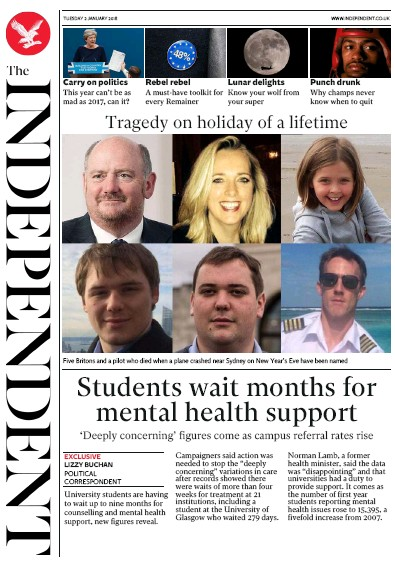 TUESDAY 2 JANUARY 2018
WWW.INDEPENDENT.CO.UK
The
INDEPENDENT
48%
Carry on politics
This year can't be as
mad as 2017, can it?
Rebel rebel
A must-have toolkit for
every Remainer
Lunar delights
Know your wolf from
your super
Punch drunk
Why champs never
know when to quit
Tragedy on holiday of a lifetime
Five Britons and a pilot who died when a plane crashed near Sydney on New Year's Eve have been named
Students wait months for
mental health support
'Deeply concerning' figures come as campus referral rates rise
EXCLUSIVE
LIZZY BUCHAN
POLITICAL
CORRESPONDENT
University students are having
to wait up to nine months for
counselling and mental health
support, new figures reveal.
Campaigners said action was
needed to stop the "deeply
concerning" variations in care
after records showed there
were waits of more than four
weeks for treatment at 21
institutions, including a
student at the University of
Glasgow who waited 279 days.
Norman Lamb, a former
health minister, said the data
was "disappointing" and that
universities had a duty to
provide support. It comes as
the number of first year
students reporting mental
health issues rose to 15,395, a
fivefold increase from 2007.